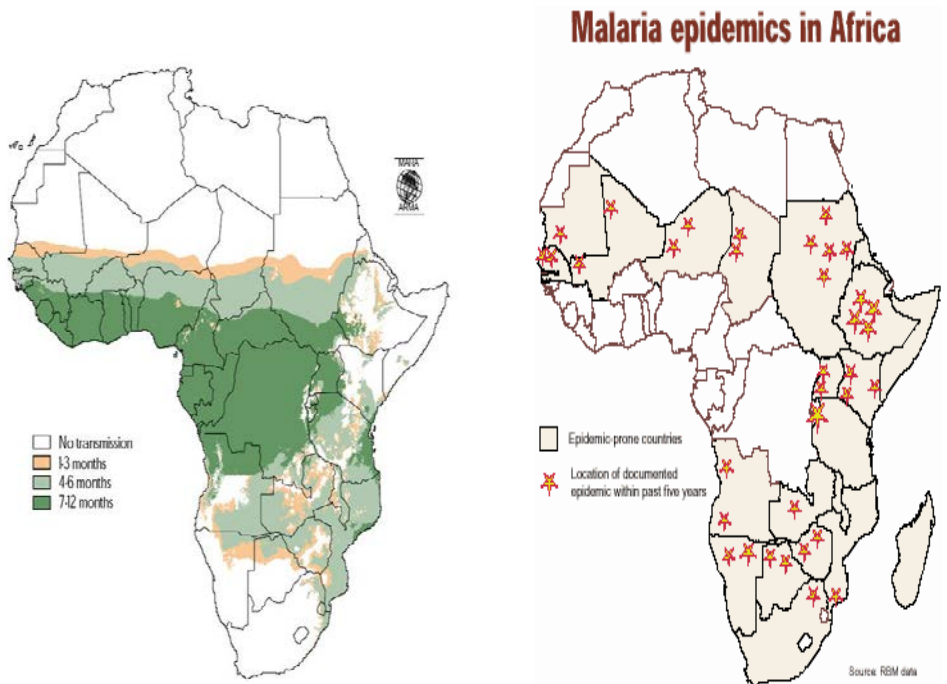 Malaria epidemics in Africa
MARA
ARMA
No transmission
1-3 months
4-6 months
7-12 months
Epidemic-prone countries
Location of documented
epidemic within past five years
Source: RBM data